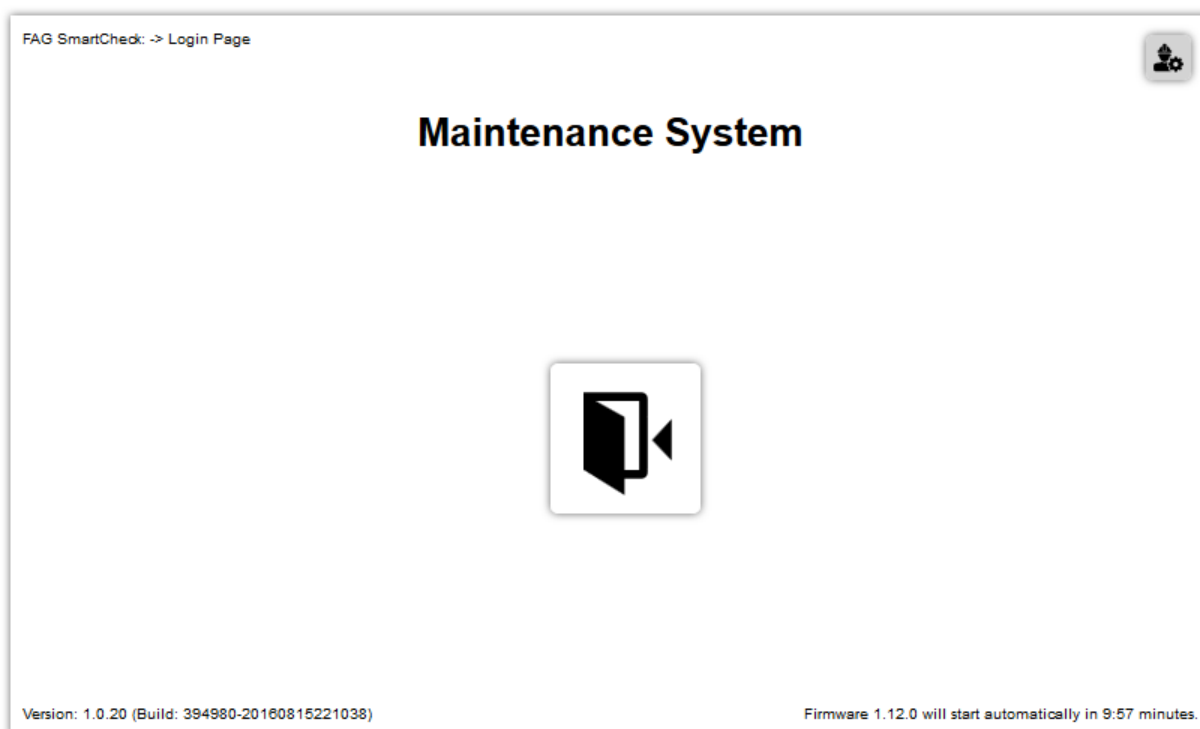 FAG SmartCheck: -> Login Page
Maintenance System
Version: 1.0.20 (Build: 394980-20160815221038)
Firmware 1.12.0 will start automatically in 9:57 minutes.